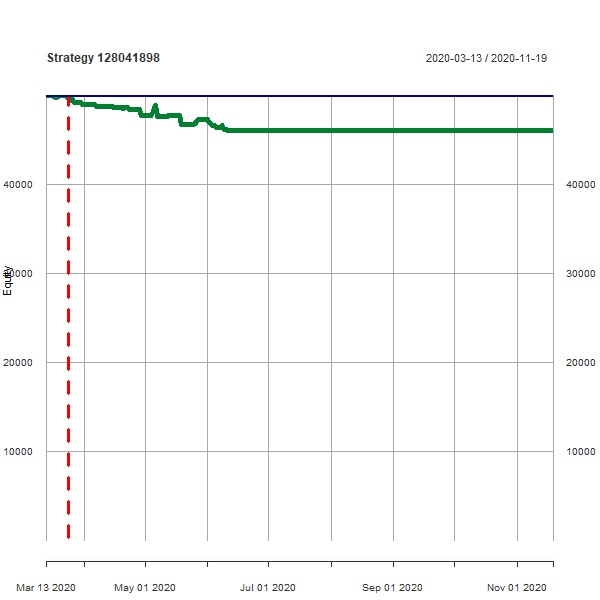 Strategy 128041898
2020-03-13 / 2020-11-19
Equity
40000
40000
30000
30000
20000
20000
10000
10000
Mar 13 2020
May 01 2020
Jul 01 2020
Sep 01 2020
Nov 01 2020